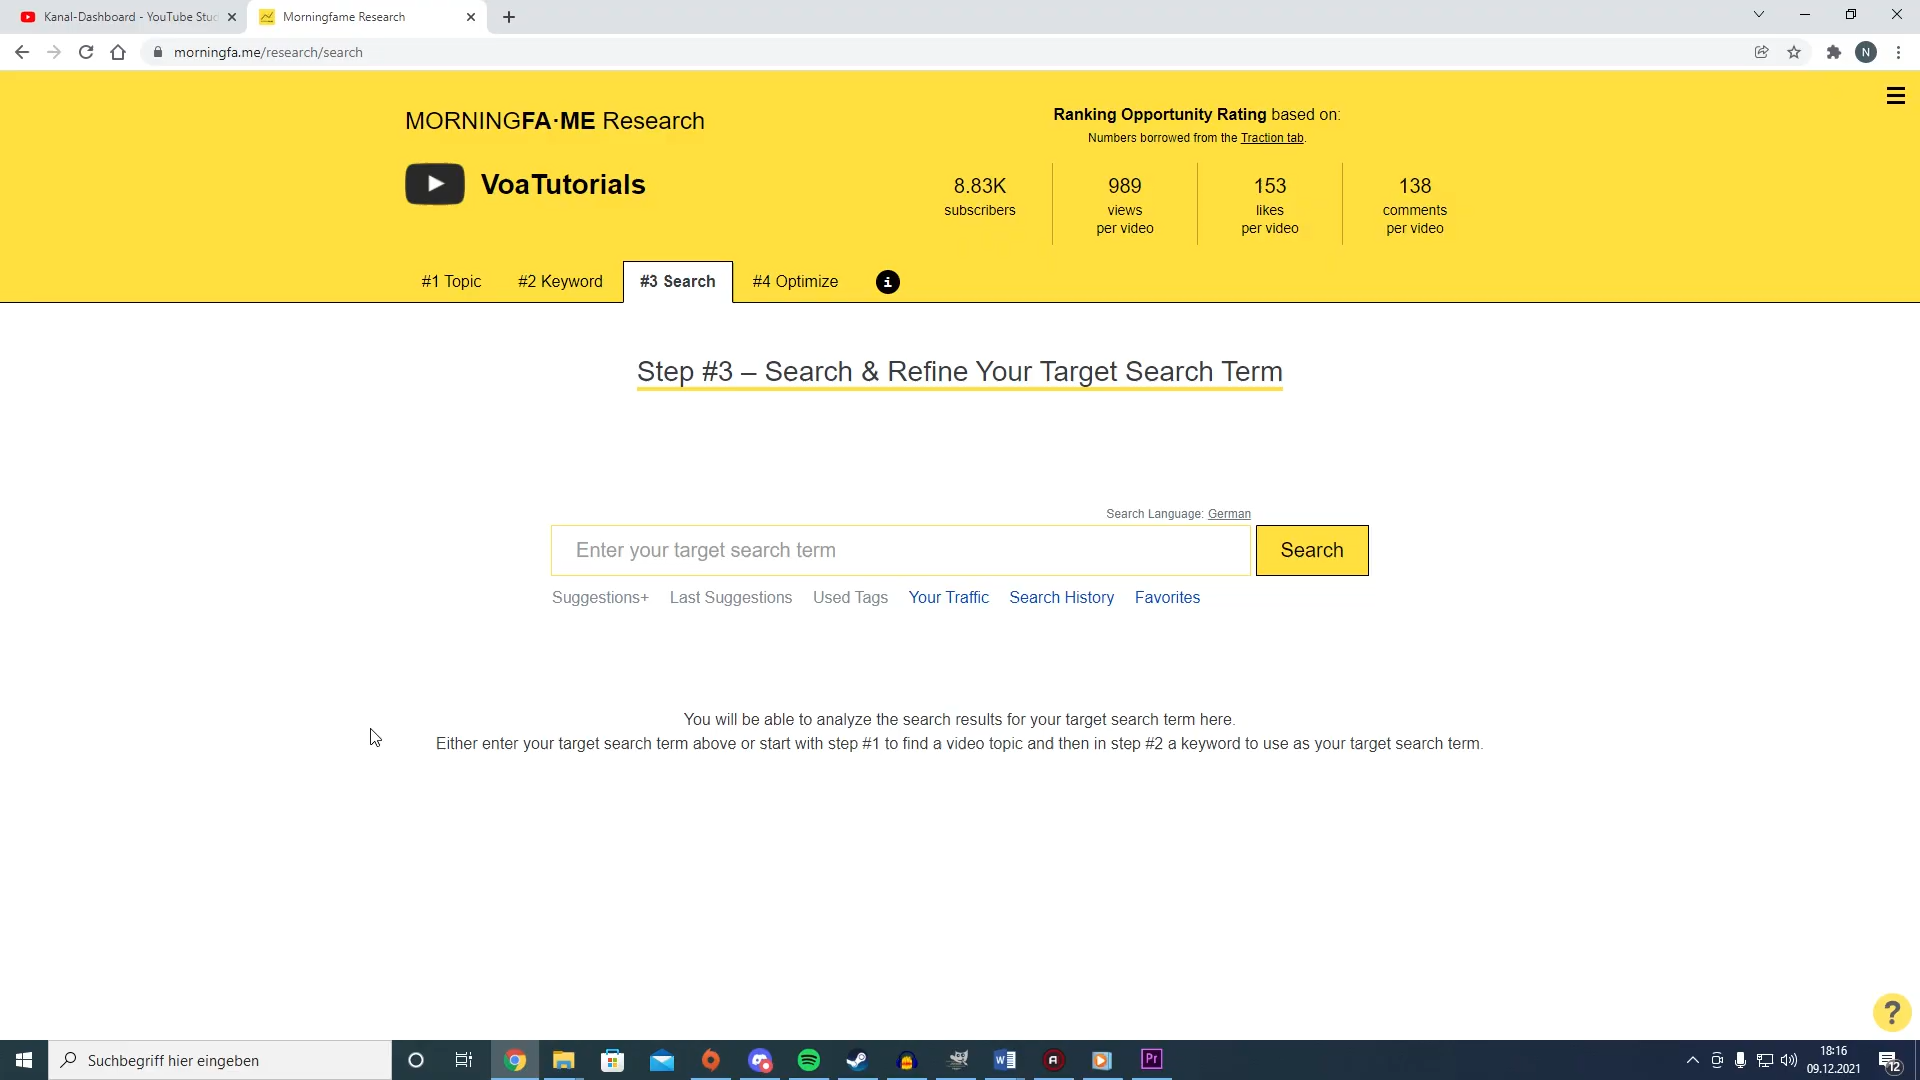 Kanal-Dashboard - YouTube Stu
Morningfame Research
morningfa.me/research/search
N
MORNINGFA·ME Research
Ranking Opportunity Rating based on:
Numbers borrowed from the Traction tab.
VoaTutorials
8.83K
subscribers
989
views
per video
153
likes
per video
138
comments
per video
#1 Topic
#2 Keyword
#3 Search
#4 Optimize
i
Step #3 – Search & Refine Your Target Search Term
Search Language: German
Enter your target search term
Search
Suggestions+
Last Suggestions
Used Tags
Your Traffic
Search History
Favorites
You will be able to analyze the search results for your target search term here.
Either enter your target search term above or start with step #1 to find a video topic and then in step #2 a keyword to use as your target search term.
?
Suchbegriff hier eingeben
Pr
18:16
09.12.2021
12